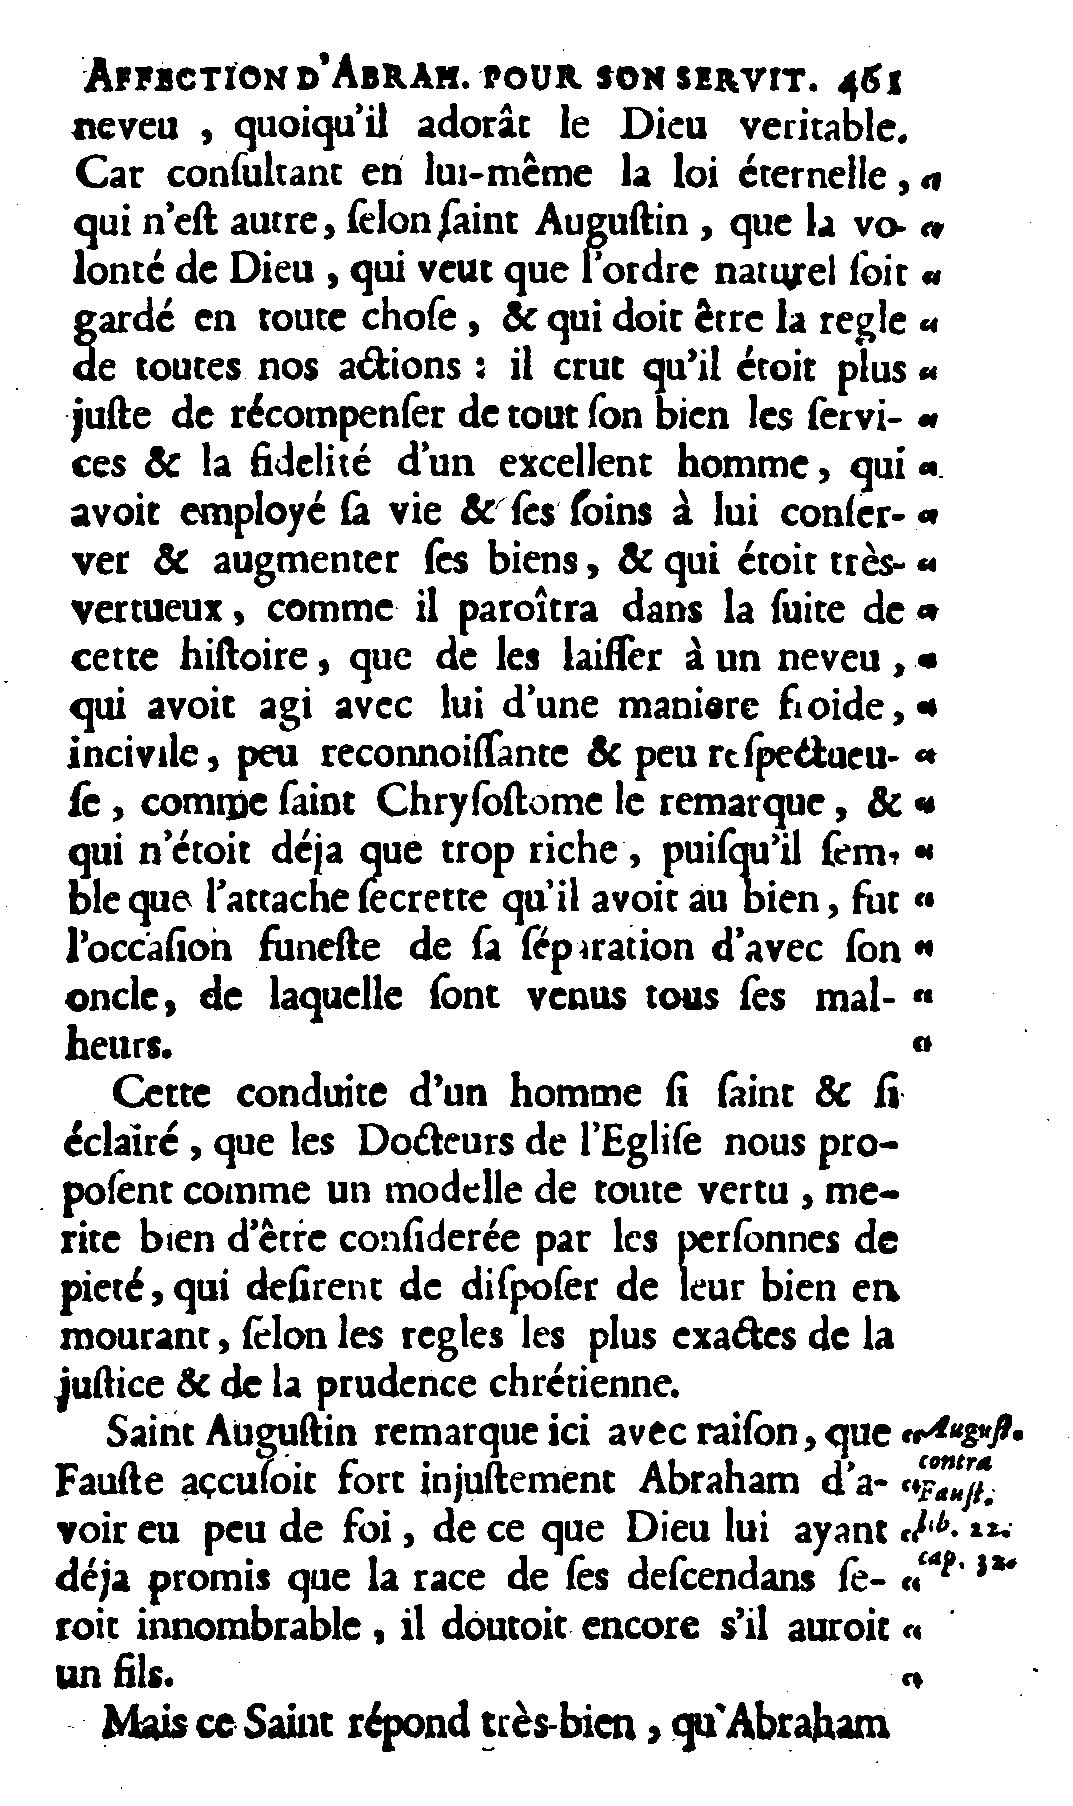 AFFECTION D'ABRAH. POUR SON SERVIT. 461
neveu , quoiqu'il adorât le Dieu veritable.
Car conſultant en lui-même la loi éternelle , “
qui n'eſt autre, ſelon ſaint Auguſtin , que la vo- “
lonté de Dieu , qui veut que l'ordre naturel ſoit “
gardé en toute choſe , & qui doit être la regle “
de toutes nos actions : il crut qu'il étoit plus “
juſte de récompenſer de tout ſon bien les ſervi- “
ces & la fidelité d'un excellent homme , qui “
avoit employé ſa vie & ſes ſoins à lui conſer- “
ver & augmenter ſes biens , & qui étoit très- “
vertueux , comme il paroîtra dans la ſuite de “
cette hiſtoire , que de les laiſſer à un neveu , “
qui avoit agi avec lui d'une maniere froide , “
incivile , peu reconnoiſſante & peu reſpectueu- “
ſe , comme ſaint Chryſoſtome le remarque , & “
qui n'étoit déja que trop riche , puiſqu'il ſem- “
ble que l'attache ſecrette qu'il avoit au bien , fut “
l'occaſion funeſte de ſa ſéparation d'avec ſon “
oncle , de laquelle ſont venus tous ſes mal- “
heurs. “
Cette conduite d'un homme ſi ſaint & ſi
éclairé , que les Docteurs de l'Egliſe nous pro-
poſent comme un modelle de toute vertu , me-
rite bien d'être conſiderée par les perſonnes de
pieté , qui deſirent de diſpoſer de leur bien en
mourant , ſelon les regles les plus exactes de la
juſtice & de la prudence chrétienne.
Saint Auguſtin remarque ici avec raiſon , que “
Fauſte accuſoit fort injuſtement Abraham d'a- “
voir eu peu de foi , de ce que Dieu lui ayant “
déja promis que la race de ſes deſcendans ſe- “
roit innombrable , il doutoit encore s'il auroit “
un fils. “
Mais ce Saint répond très-bien , qu'Abraham
Auguſt.
contra
Fauſt.
lib. 22.
cap. 32.